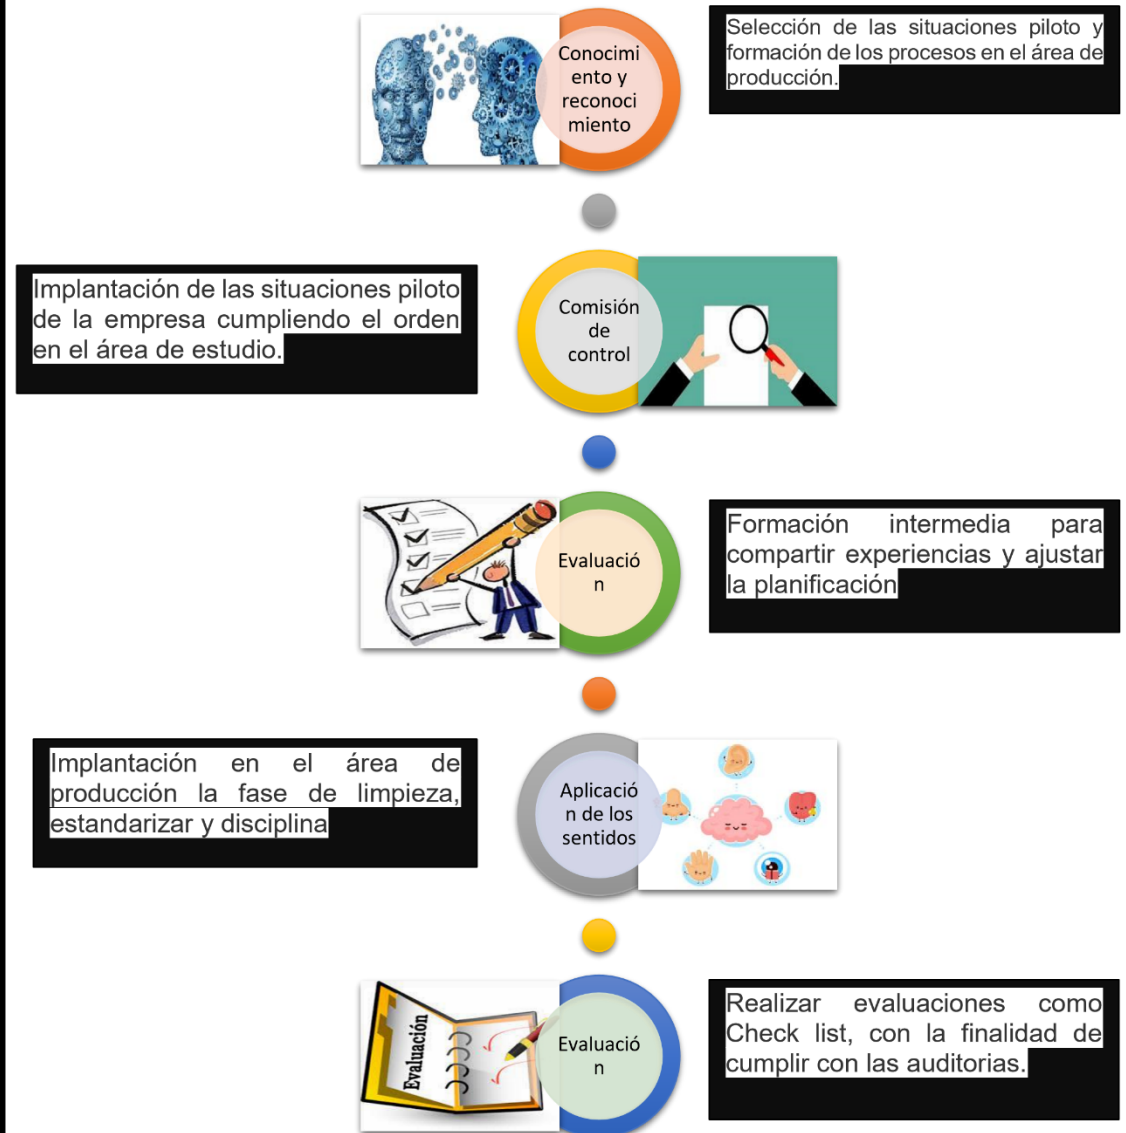 Conocimi
ento y
reconoci
miento
Selección de las situaciones piloto y
formación de los procesos en el área de
producción.
Implantación de las situaciones piloto
de la empresa cumpliendo el orden
en el área de estudio.
Comisión
de
control
Evaluació
n
Formación intermedia para
compartir experiencias y ajustar
la planificación
Implantación en el área de
producción la fase de limpieza,
estandarizar y disciplina
Aplicació
n de los
sentidos
Evaluación
Evaluació
n
Realizar evaluaciones como
Check list, con la finalidad de
cumplir con las auditorias.